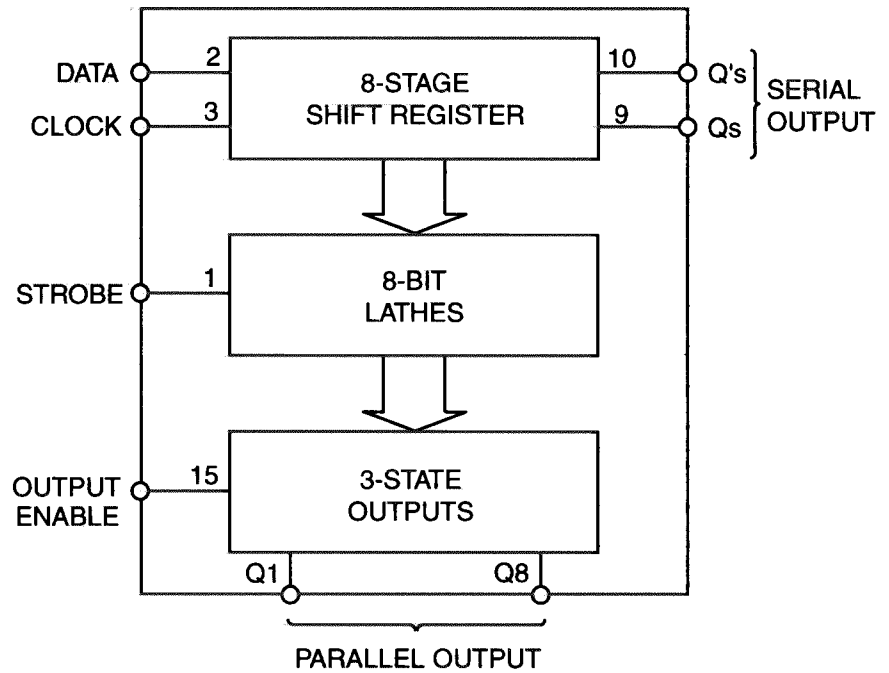 DATA
2
8-STAGE
SHIFT REGISTER
10
Q's
SERIAL
OUTPUT
CLOCK
3
9
Qs
STROBE
1
8-BIT
LATHES
OUTPUT
ENABLE
15
3-STATE
OUTPUTS
Q1
Q8
PARALLEL OUTPUT